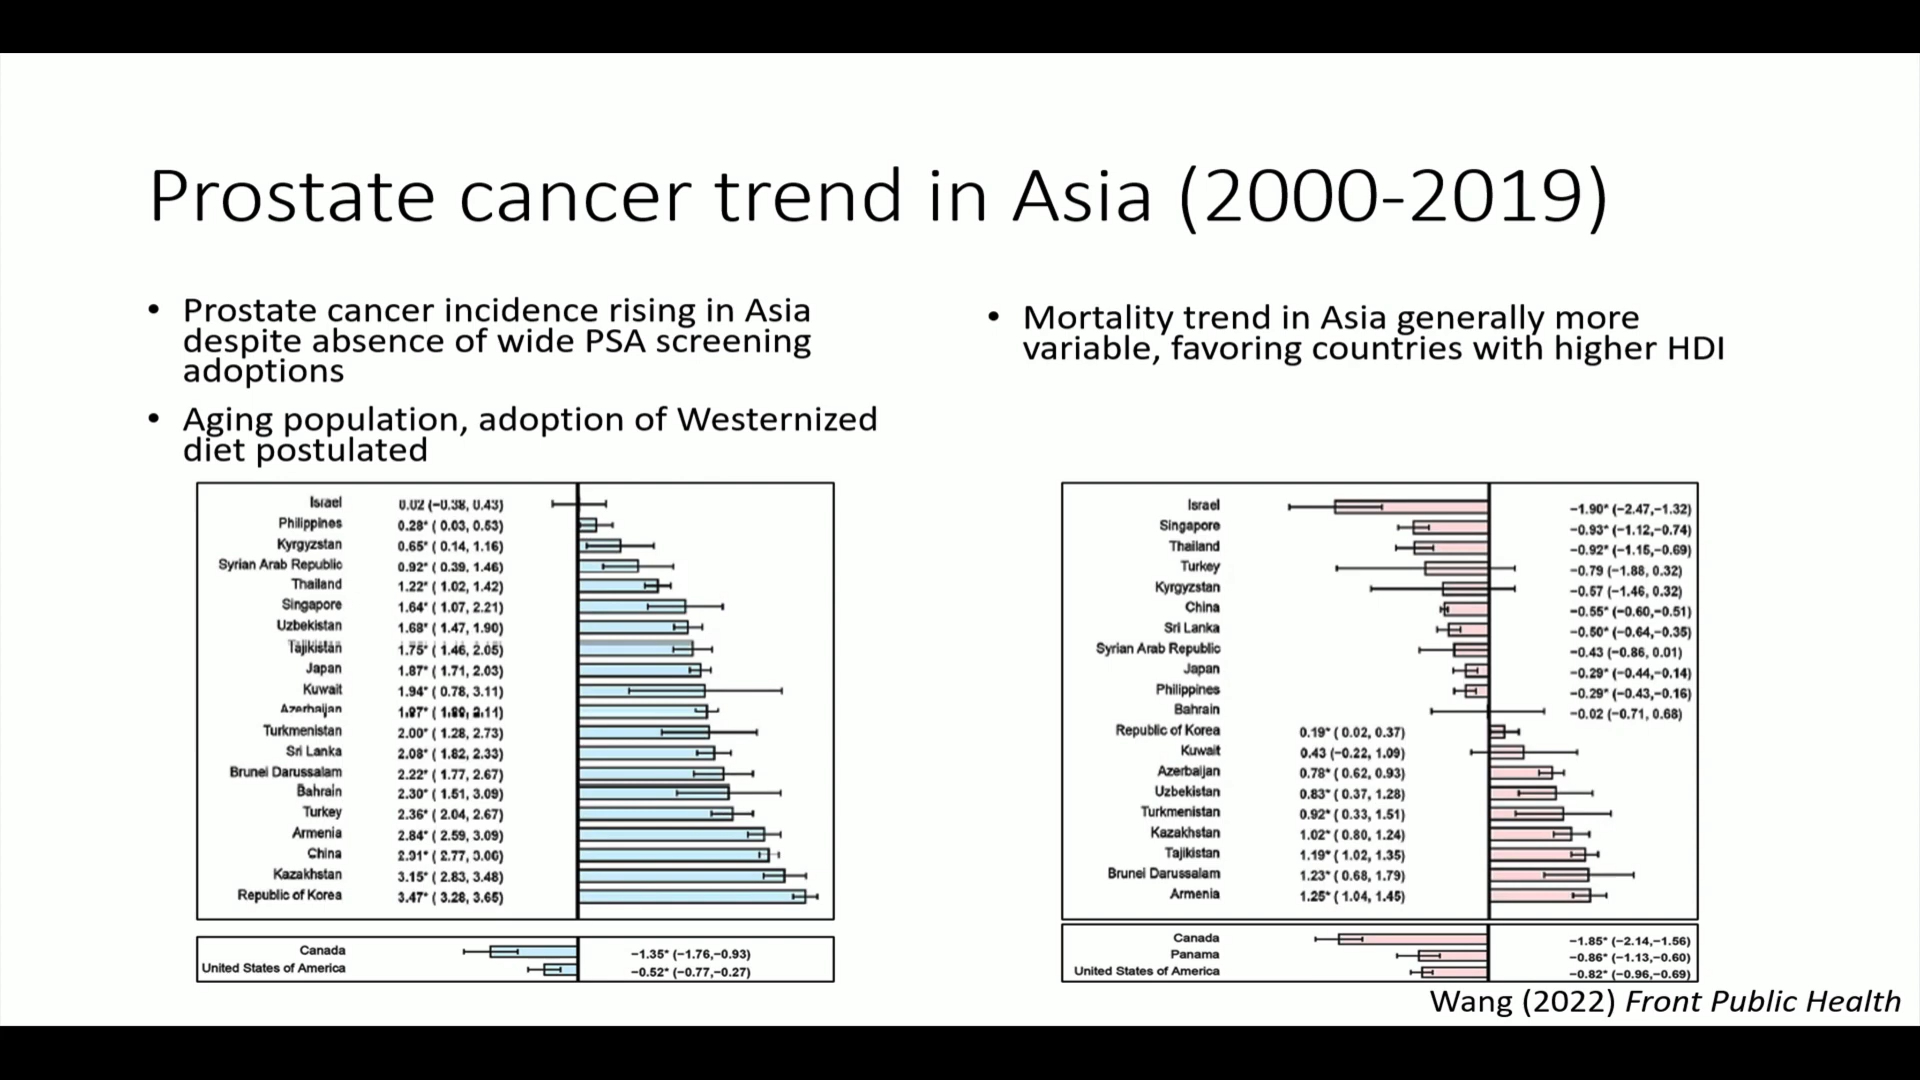 Prostate cancer trend in Asia (2000-2019)
• Prostate cancer incidence rising in Asia
despite absence of wide PSA screening
adoptions
• Aging population, adoption of Westernized
diet postulated
• Mortality trend in Asia generally more
variable, favoring countries with higher HDI
Israel 0.02 (−0.38, 0.43)
Philippines 0.28* ( 0.03, 0.53)
Kyrgyzstan 0.65* ( 0.14, 1.16)
Syrian Arab Republic 0.92* ( 0.39, 1.46)
Thailand 1.22* ( 1.02, 1.42)
Singapore 1.64* ( 1.07, 2.21)
Uzbekistan 1.68* ( 1.47, 1.90)
Tajikistan 1.75* ( 1.46, 2.05)
Japan 1.87* ( 1.71, 2.03)
Kuwait 1.94* ( 0.78, 3.11)
Azerbaijan 1.97* ( 2.11)
Turkmenistan 2.00* ( 1.28, 2.73)
Sri Lanka 2.08* ( 1.82, 2.33)
Brunei Darussalam 2.22* ( 1.77, 2.67)
Bahrain 2.30* ( 1.51, 3.09)
Turkey 2.36* ( 2.04, 2.67)
Armenia 2.84* ( 2.59, 3.09)
China 2.91* ( 2.77, 3.06)
Kazakhstan 3.15* ( 2.83, 3.48)
Republic of Korea 3.47* ( 3.28, 3.65)
Canada −1.35* (−1.76,−0.93)
United States of America −0.52* (−0.77,−0.27)
Israel −1.90* (−2.47,−1.32)
Singapore −0.93* (−1.12,−0.74)
Thailand −0.92* (−1.15,−0.69)
Turkey −0.79 (−1.88, 0.32)
Kyrgyzstan −0.57 (−1.46, 0.32)
China −0.55* (−0.60,−0.51)
Sri Lanka −0.50* (−0.64,−0.35)
Syrian Arab Republic −0.43 (−0.86, 0.01)
Japan −0.29* (−0.44,−0.14)
Philippines −0.29* (−0.43,−0.16)
Bahrain −0.02 (−0.71, 0.68)
Republic of Korea 0.19* ( 0.02, 0.37)
Kuwait 0.43 (−0.22, 1.09)
Azerbaijan 0.78* ( 0.62, 0.93)
Uzbekistan 0.83* ( 0.37, 1.28)
Turkmenistan 0.92* ( 0.33, 1.51)
Kazakhstan 1.02* ( 0.80, 1.24)
Tajikistan 1.19* ( 1.02, 1.35)
Brunei Darussalam 1.23* ( 0.68, 1.79)
Armenia 1.25* ( 1.04, 1.45)
Canada −1.85* (−2.14,−1.56)
Panama −0.86* (−1.13,−0.60)
United States of America −0.82* (−0.96,−0.69)
Wang (2022) Front Public Health